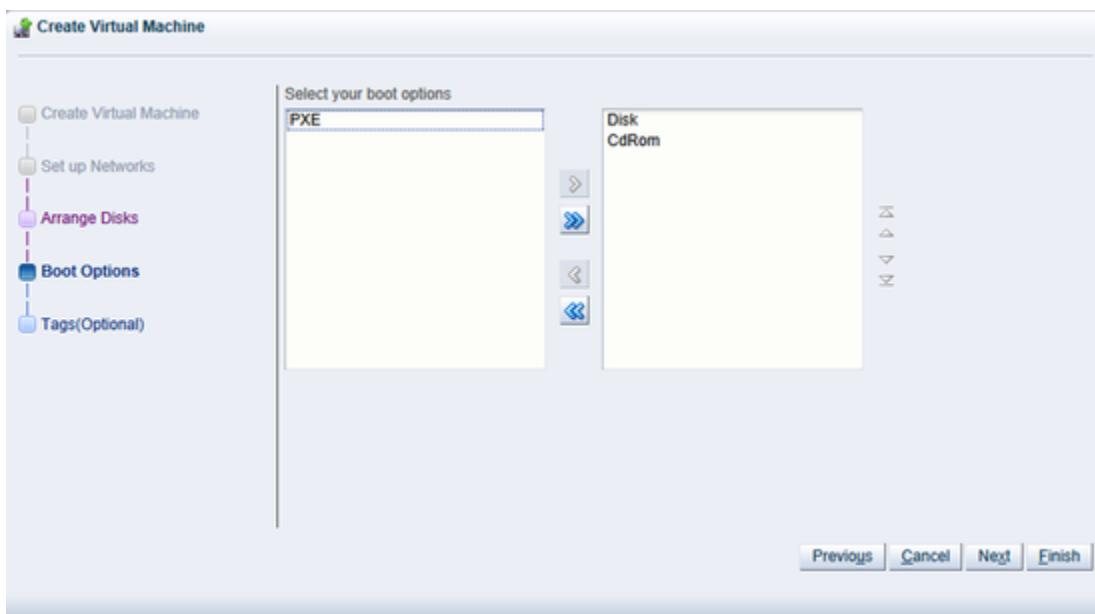 Create Virtual Machine
Create Virtual Machine
Set up Networks
Arrange Disks
Boot Options
Tags(Optional)
Select your boot options
PXE
Disk
CdRom
Previous
Cancel
Next
Finish